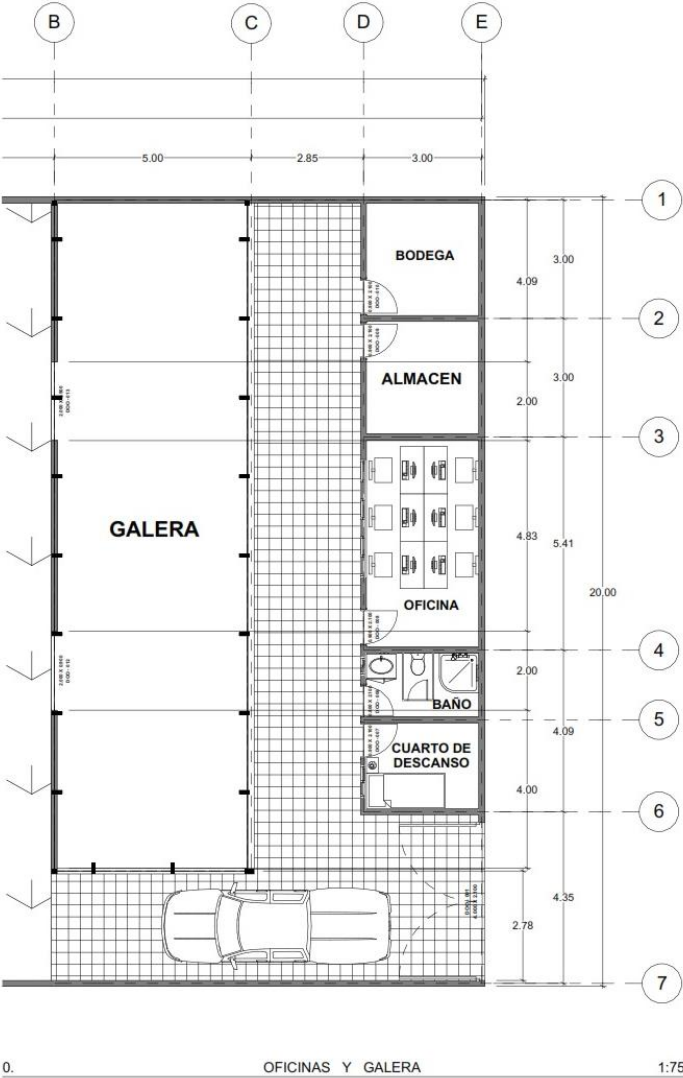 B C D E
5.00 2.85 3.00
1
BODEGA
3.00
4.09
2
ALMACEN
3.00
2.00
3
GALERA
4.83
5.41
20.00
OFICINA
4
2.00
BAÑO
5
4.09
CUARTO DE
DESCANSO
4.00
6
4.35
2.78
7
0.
OFICINAS Y GALERA
1:75